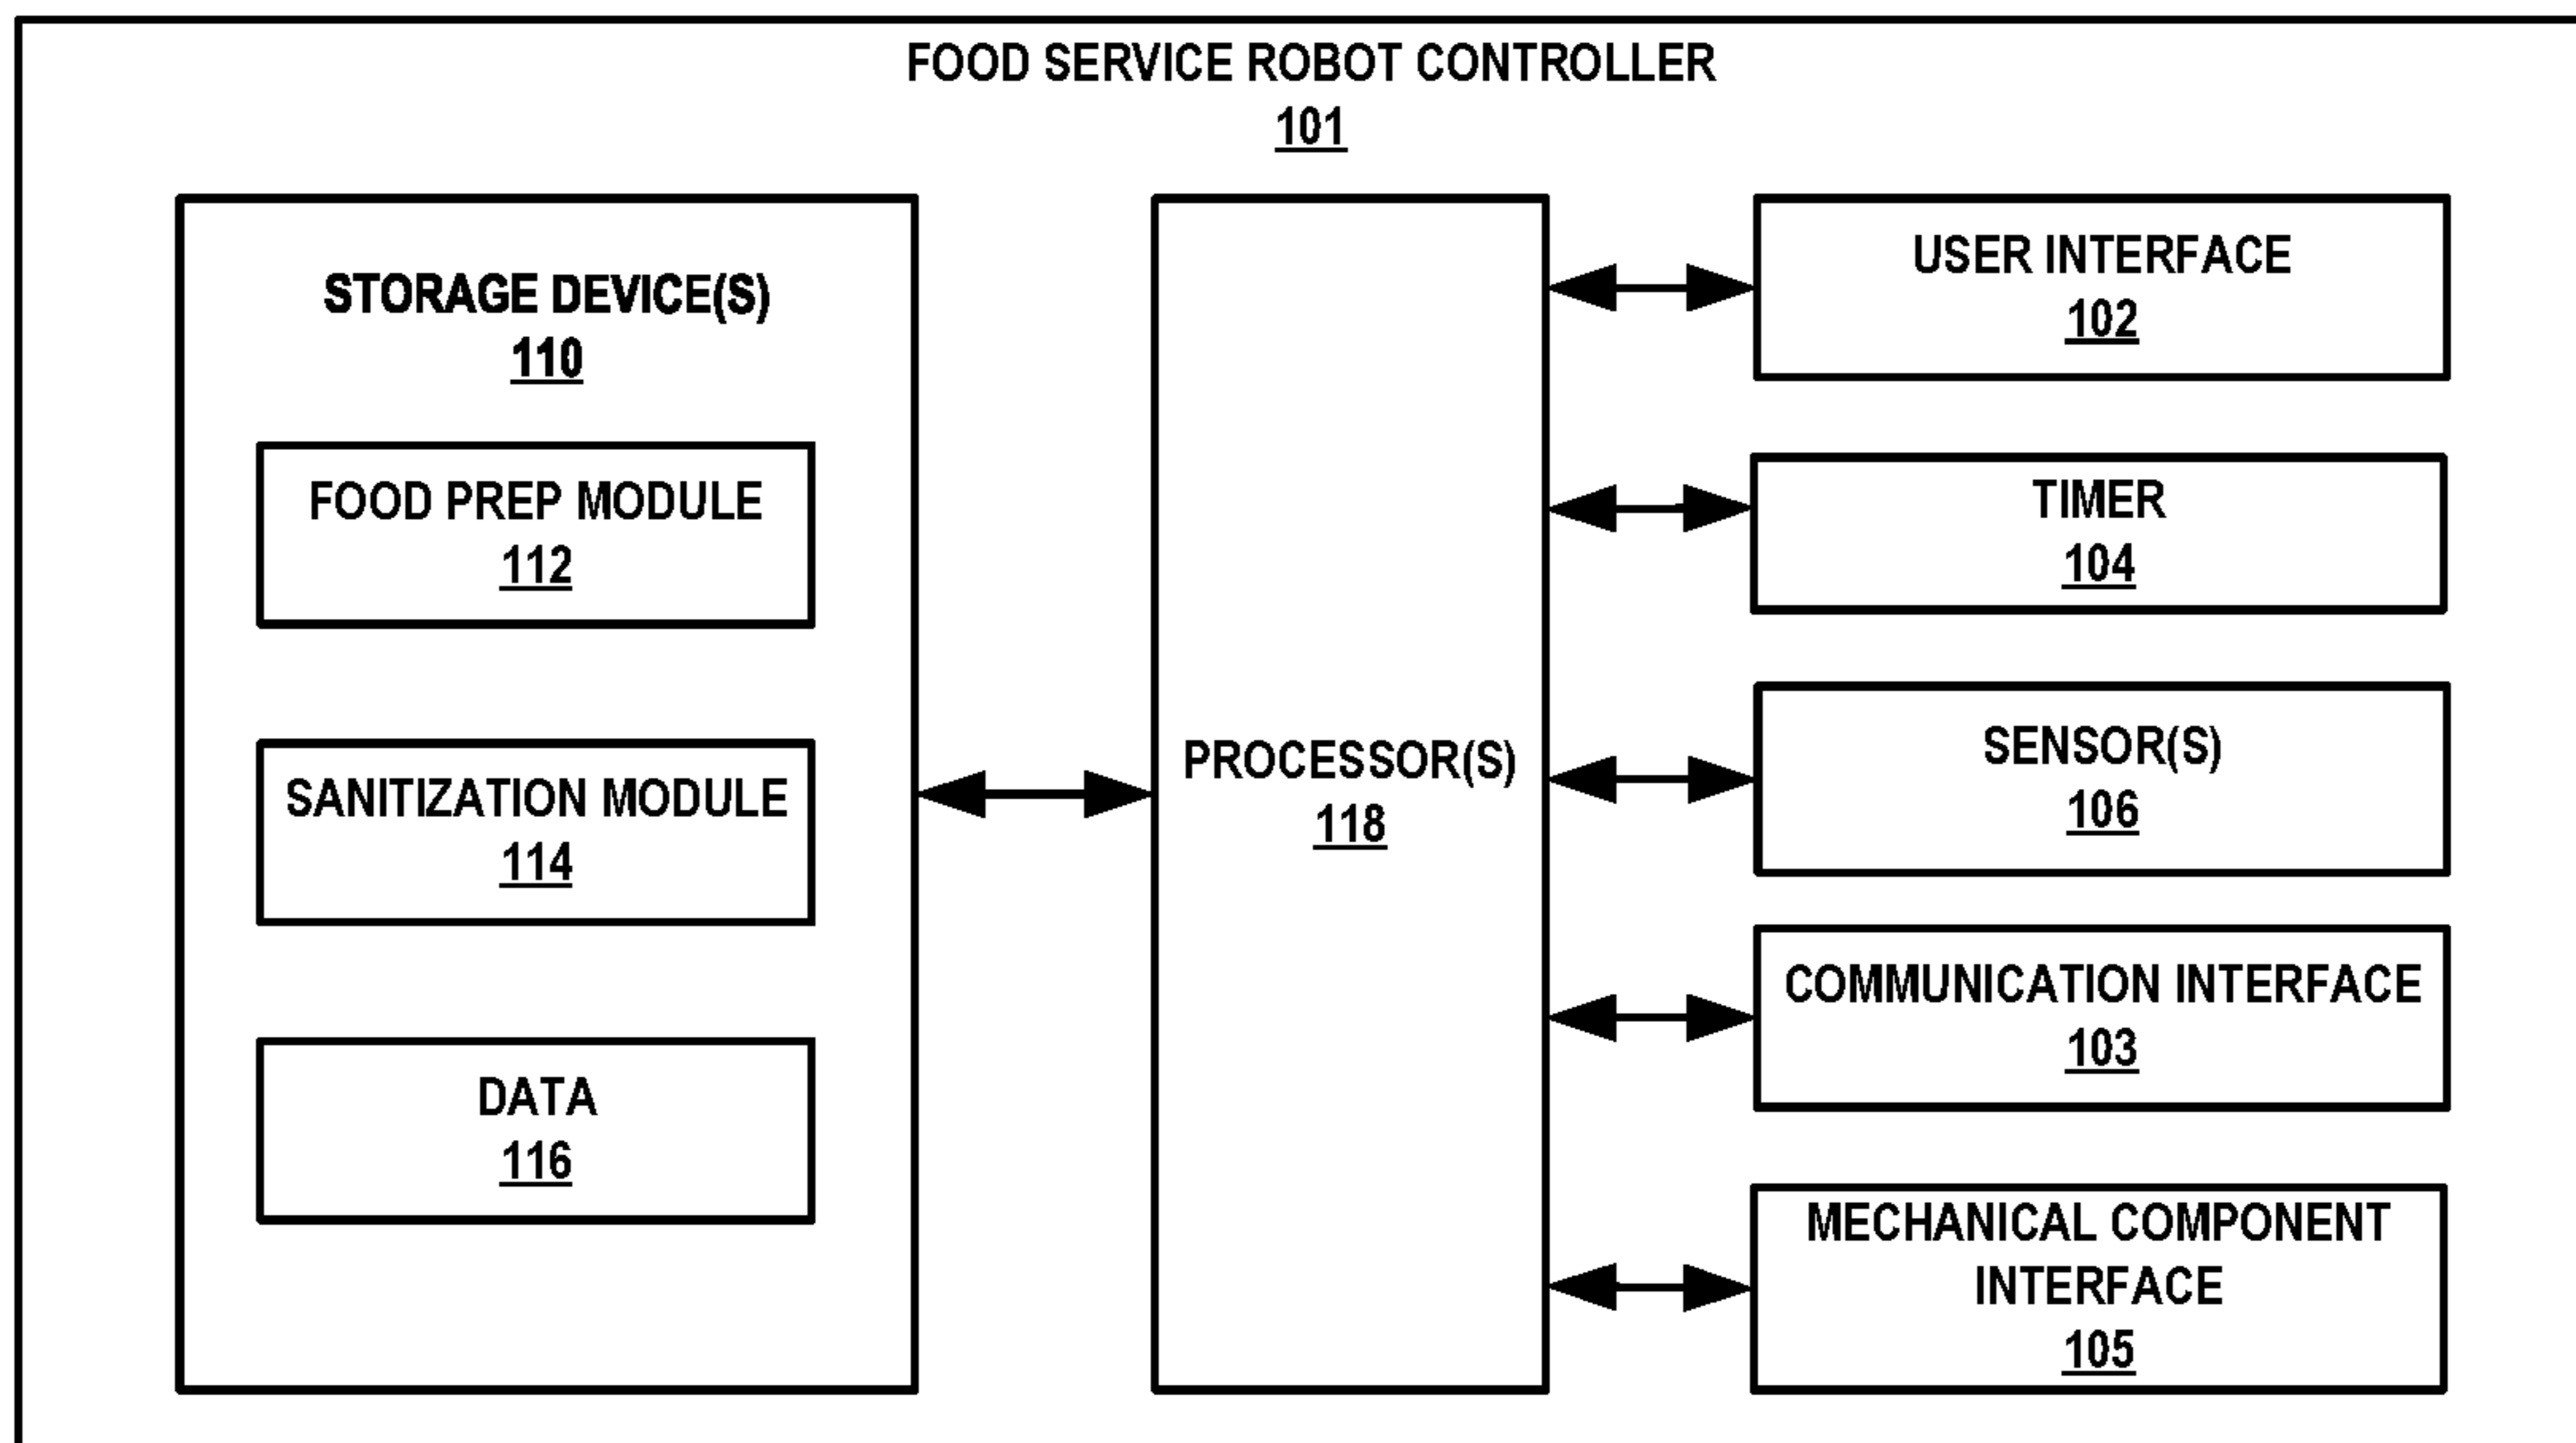 FOOD SERVICE ROBOT CONTROLLER
101
STORAGE DEVICE(S)
110
FOOD PREP MODULE
112
SANITIZATION MODULE
114
DATA
116
PROCESSOR(S)
118
USER INTERFACE
102
TIMER
104
SENSOR(S)
106
COMMUNICATION INTERFACE
103
MECHANICAL COMPONENT
INTERFACE
105